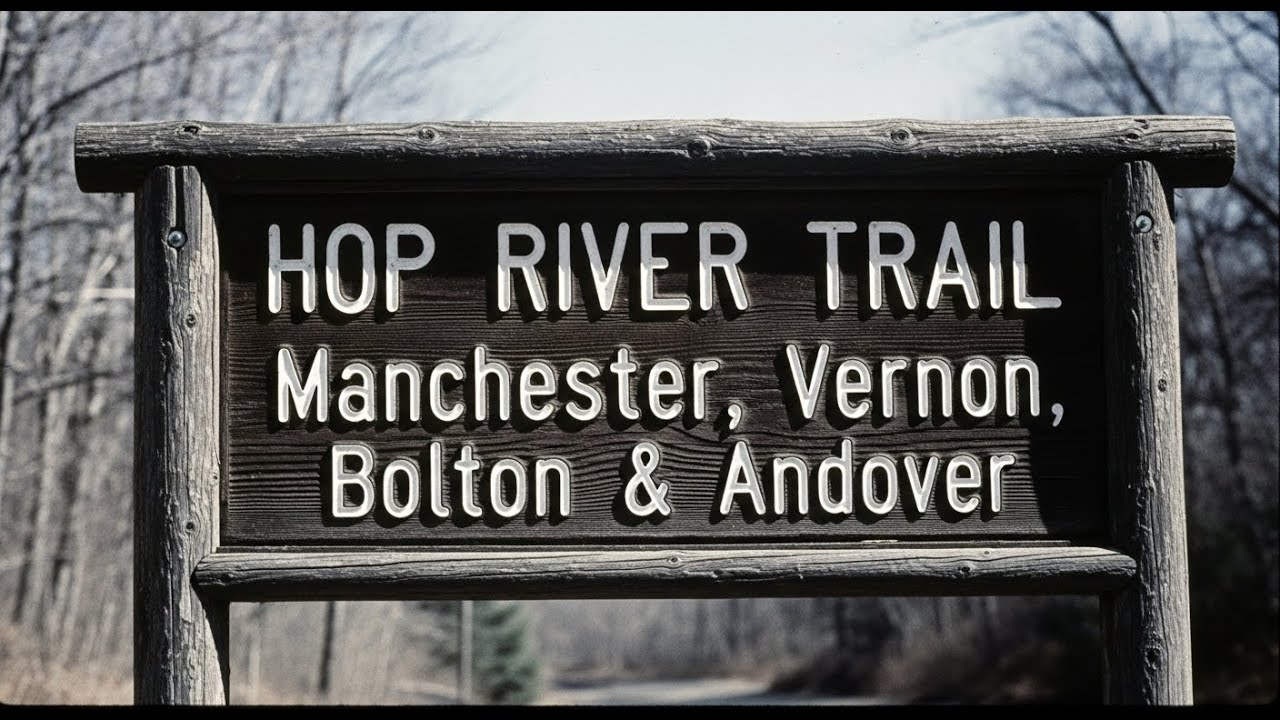 HOP RIVER TRAIL
Manchester, Vernon,
Bolton & Andover